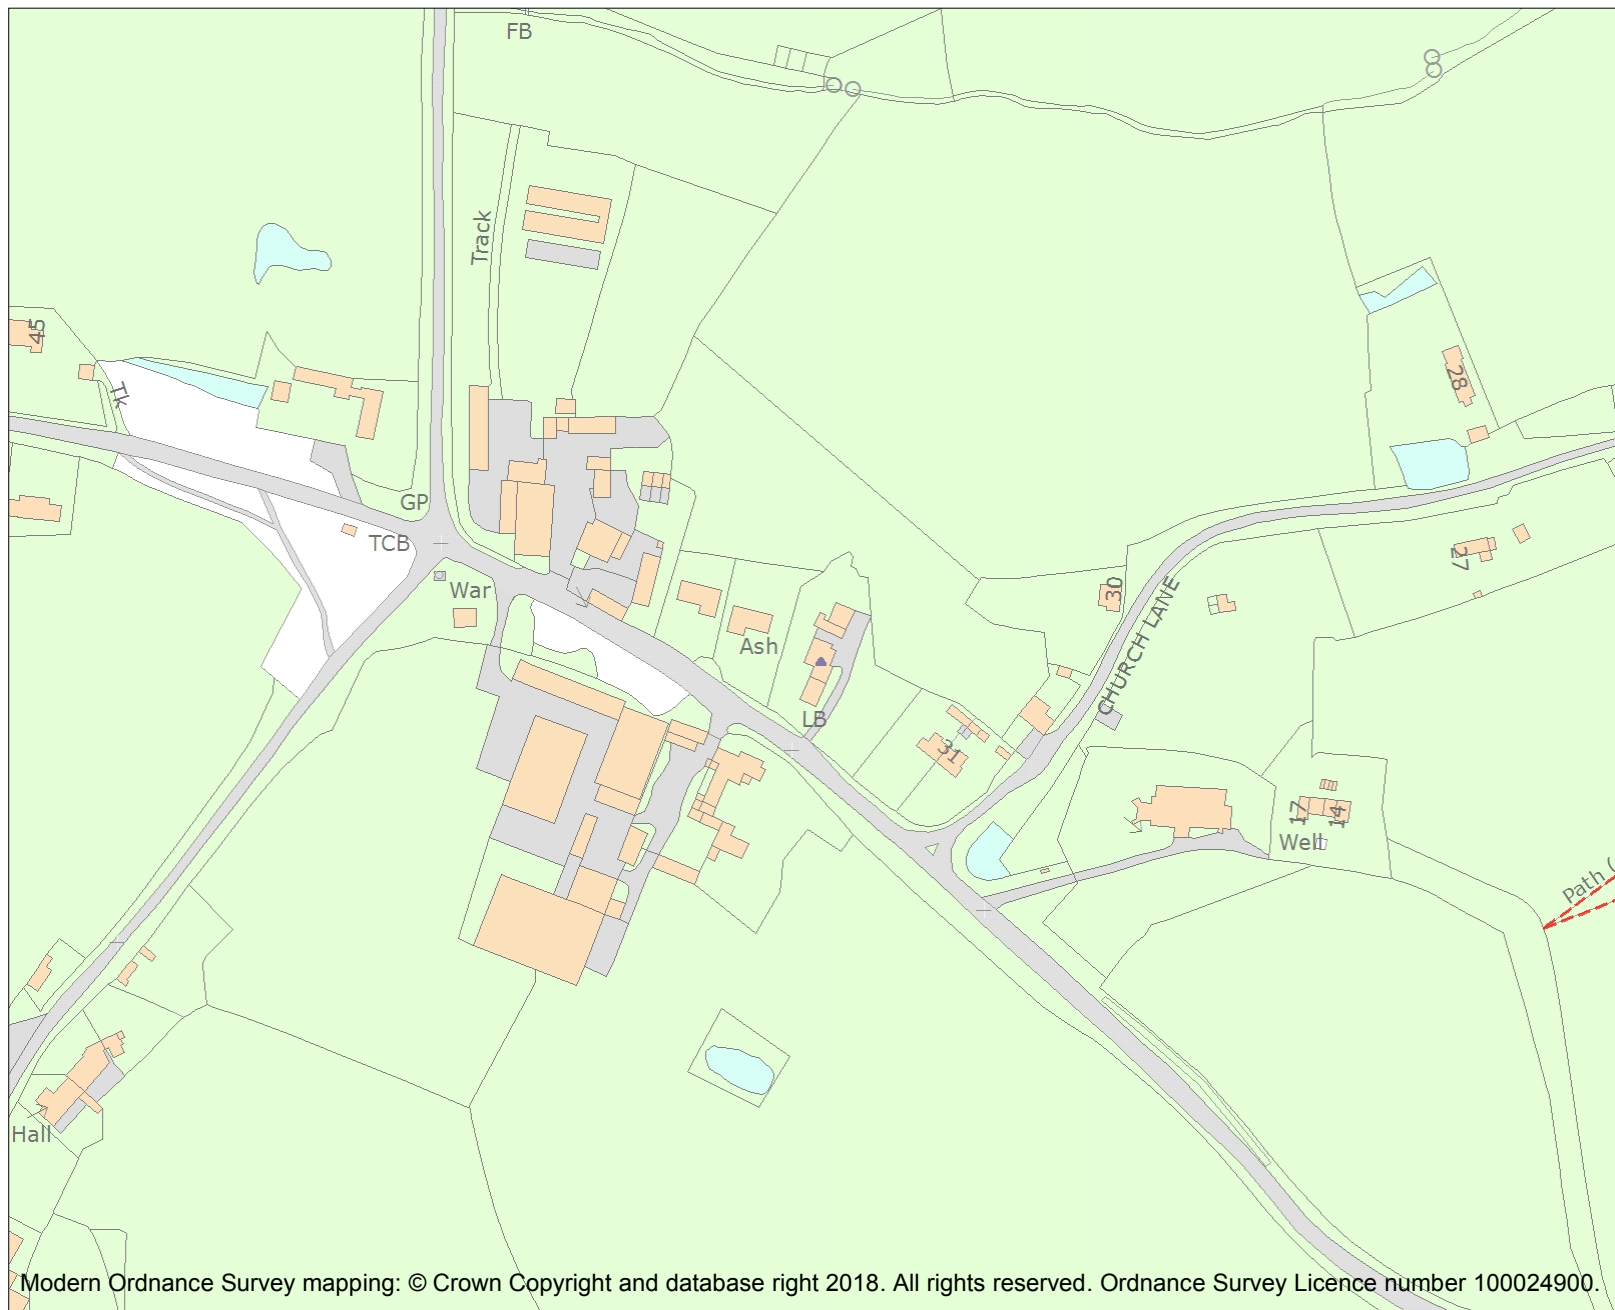 FB
Track
45
Tk
28
GP
TCB
War
27
30
CHURCH LANE
Ash
LB
31
17
14
Well
Path (
Hall
Modern Ordnance Survey mapping: © Crown Copyright and database right 2018. All rights reserved. Ordnance Survey Licence number 100024900.